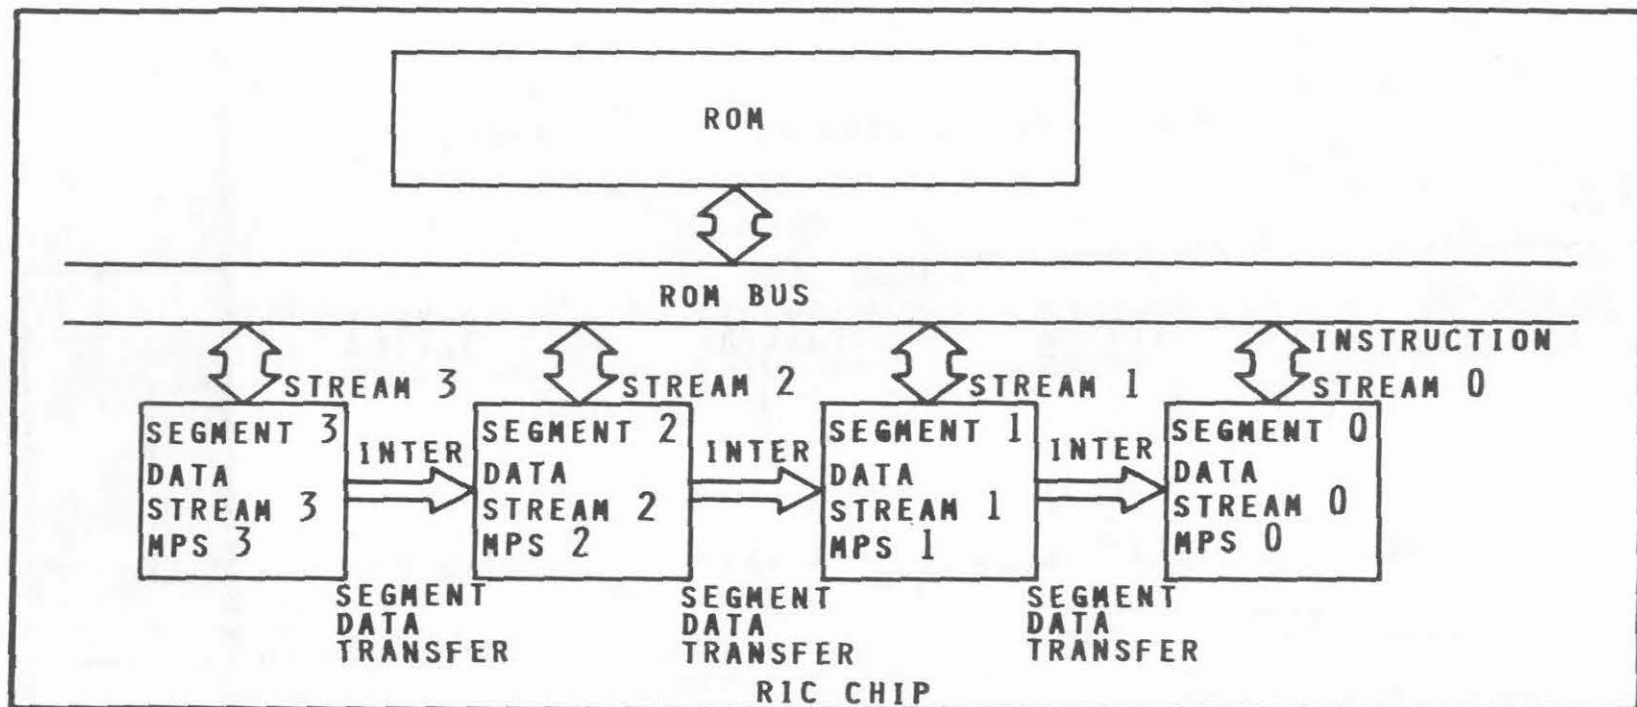 ROM
ROM BUS
INSTRUCTION
STREAM 3
STREAM 2
STREAM 1
STREAM 0
SEGMENT 3
DATA
STREAM 3
MPS 3
INTER
SEGMENT
DATA
TRANSFER
SEGMENT 2
DATA
STREAM 2
MPS 2
INTER
SEGMENT
DATA
TRANSFER
SEGMENT 1
DATA
STREAM 1
MPS 1
INTER
SEGMENT
DATA
TRANSFER
SEGMENT 0
DATA
STREAM 0
MPS 0
RIC CHIP